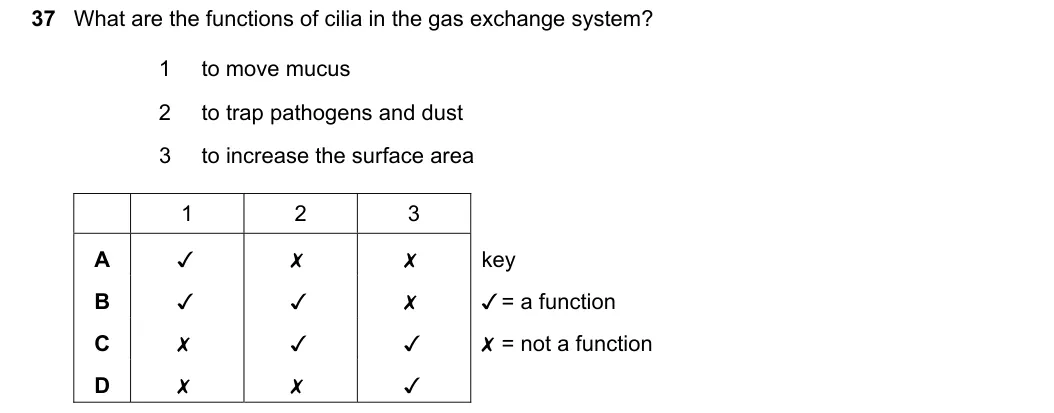 37 What are the functions of cilia in the gas exchange system?
1 to move mucus
2 to trap pathogens and dust
3 to increase the surface area
1 2 3
A ✓ ✗ ✗ key
B ✓ ✓ ✗ ✓ = a function
C ✗ ✓ ✓ ✗ = not a function
D ✗ ✗ ✓